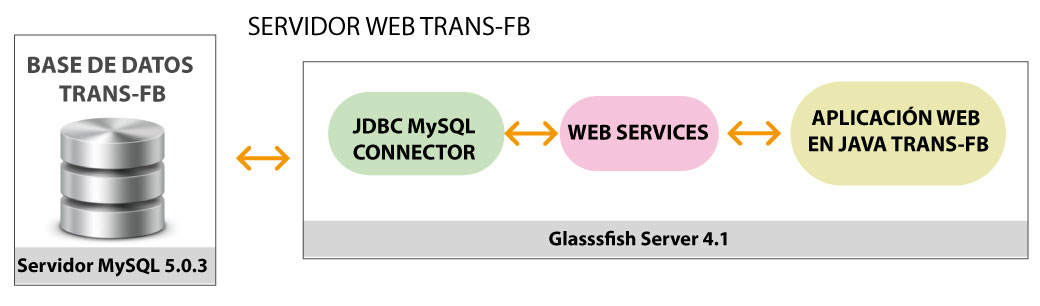 SERVIDOR WEB TRANS-FB
BASE DE DATOS
TRANS-FB
Servidor MySQL 5.0.3
JDBC MySQL
CONNECTOR
WEB SERVICES
APLICACIÓN WEB
EN JAVA TRANS-FB
Glasssfish Server 4.1